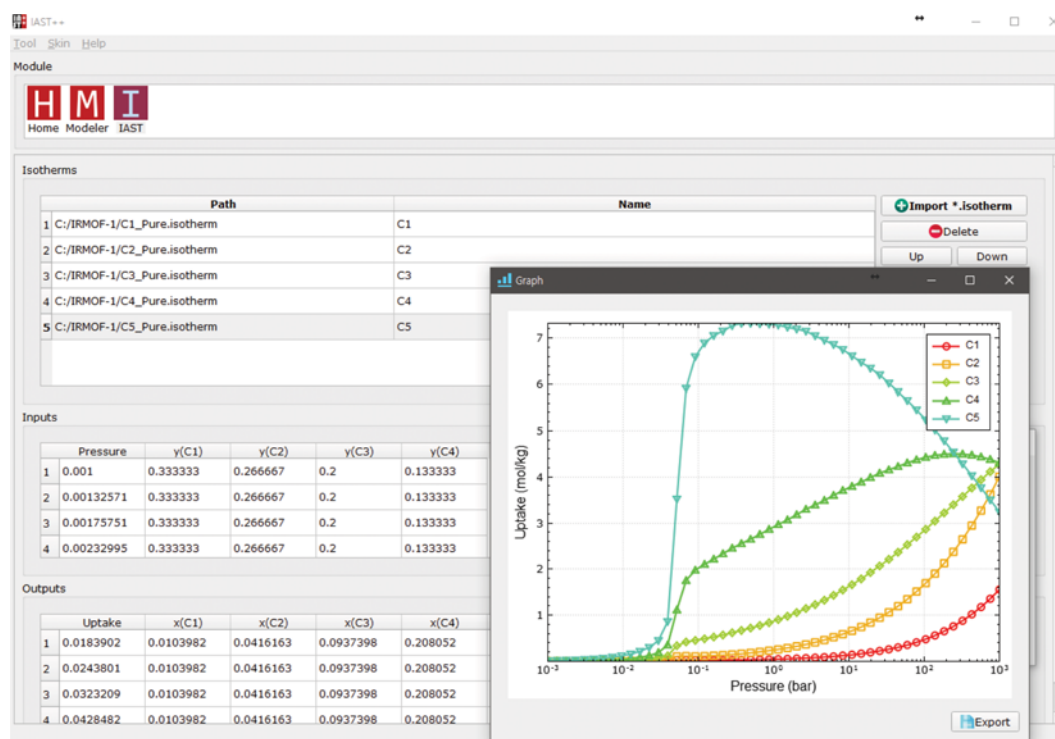 IAST++
Tool Skin Help
Module
H M I
Home Modeler IAST
Isotherms
Path Name
1 C:/IRMOF-1/C1_Pure.isotherm C1
2 C:/IRMOF-1/C2_Pure.isotherm C2
3 C:/IRMOF-1/C3_Pure.isotherm C3
4 C:/IRMOF-1/C4_Pure.isotherm C4
5 C:/IRMOF-1/C5_Pure.isotherm C5
Import *.isotherm
Delete
Up Down
Inputs
Pressure y(C1) y(C2) y(C3) y(C4)
1 0.001 0.333333 0.266667 0.2 0.133333
2 0.00132571 0.333333 0.266667 0.2 0.133333
3 0.00175751 0.333333 0.266667 0.2 0.133333
4 0.00232995 0.333333 0.266667 0.2 0.133333
Outputs
Uptake x(C1) x(C2) x(C3) x(C4)
1 0.0183902 0.0103982 0.0416163 0.0937398 0.208052
2 0.0243801 0.0103982 0.0416163 0.0937398 0.208052
3 0.0323209 0.0103982 0.0416163 0.0937398 0.208052
4 0.0428482 0.0103982 0.0416163 0.0937398 0.208052
Graph
7
6
5
4
3
2
1
Uptake (mol/kg)
C1
C2
C3
C4
C5
10⁻³ 10⁻² 10⁻¹ 10⁰ 10¹ 10² 10³
Pressure (bar)
Export